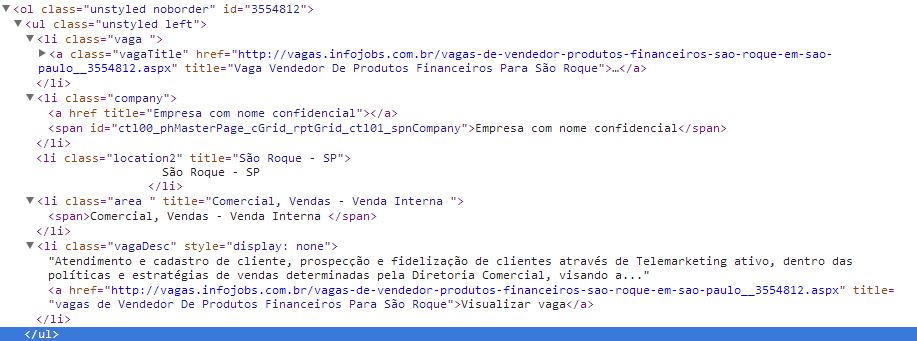 ▼<ol class="unstyled noborder" id="3554812">
▼<ul class="unstyled left">
▼<li class="vaga ">
▶<a class="vagaTitle" href="http://vagas.infojobs.com.br/vagas-de-vendedor-produtos-financeiros-sao-roque-em-sao-
paulo__3554812.aspx" title="Vaga Vendedor De Produtos Financeiros Para São Roque">…</a>
</li>
▼<li class="company">
<a href title="Empresa com nome confidencial"></a>
<span id="ctl00_phMasterPage_cGrid_rptGrid_ctl01_spnCompany">Empresa com nome confidencial</span>
</li>
<li class="location2" title="São Roque - SP">
São Roque - SP
</li>
▼<li class="area " title="Comercial, Vendas - Venda Interna ">
<span>Comercial, Vendas - Venda Interna </span>
</li>
▼<li class="vagaDesc" style="display: none">
"Atendimento e cadastro de cliente, prospecção e fidelização de clientes através de Telemarketing ativo, dentro das
políticas e estratégias de vendas determinadas pela Diretoria Comercial, visando a..."
<a href="http://vagas.infojobs.com.br/vagas-de-vendedor-produtos-financeiros-sao-roque-em-sao-paulo__3554812.aspx" title=
"vagas de Vendedor De Produtos Financeiros Para São Roque">Visualizar vaga</a>
</li>
</ul>